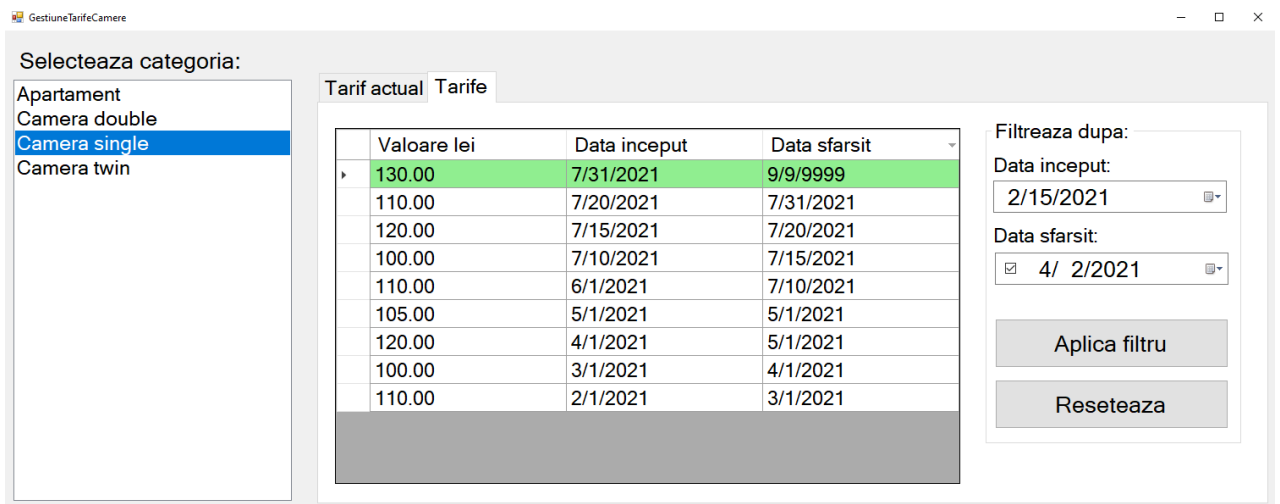 GestiuneTarifeCamere
Selecteaza categoria:
Apartament
Camera double
Camera single
Camera twin
Tarif actual Tarife
Valoare lei Data inceput Data sfarsit
130.00 7/31/2021 9/9/9999
110.00 7/20/2021 7/31/2021
120.00 7/15/2021 7/20/2021
100.00 7/10/2021 7/15/2021
110.00 6/1/2021 7/10/2021
105.00 5/1/2021 5/1/2021
120.00 4/1/2021 5/1/2021
100.00 3/1/2021 4/1/2021
110.00 2/1/2021 3/1/2021
Filtreaza dupa:
Data inceput:
2/15/2021
Data sfarsit:
4/ 2/2021
Aplica filtru
Reseteaza